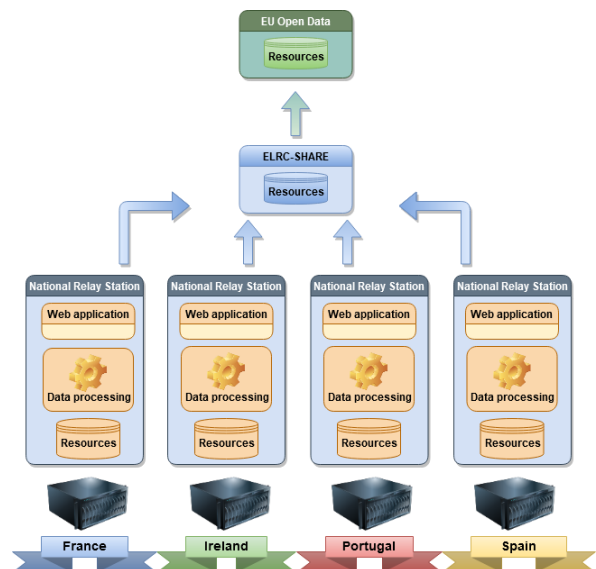 EU Open Data
Resources
ELRC-SHARE
Resources
National Relay Station
Web application
Data processing
Resources
National Relay Station
Web application
Data processing
Resources
National Relay Station
Web application
Data processing
Resources
National Relay Station
Web application
Data processing
Resources
France
Ireland
Portugal
Spain